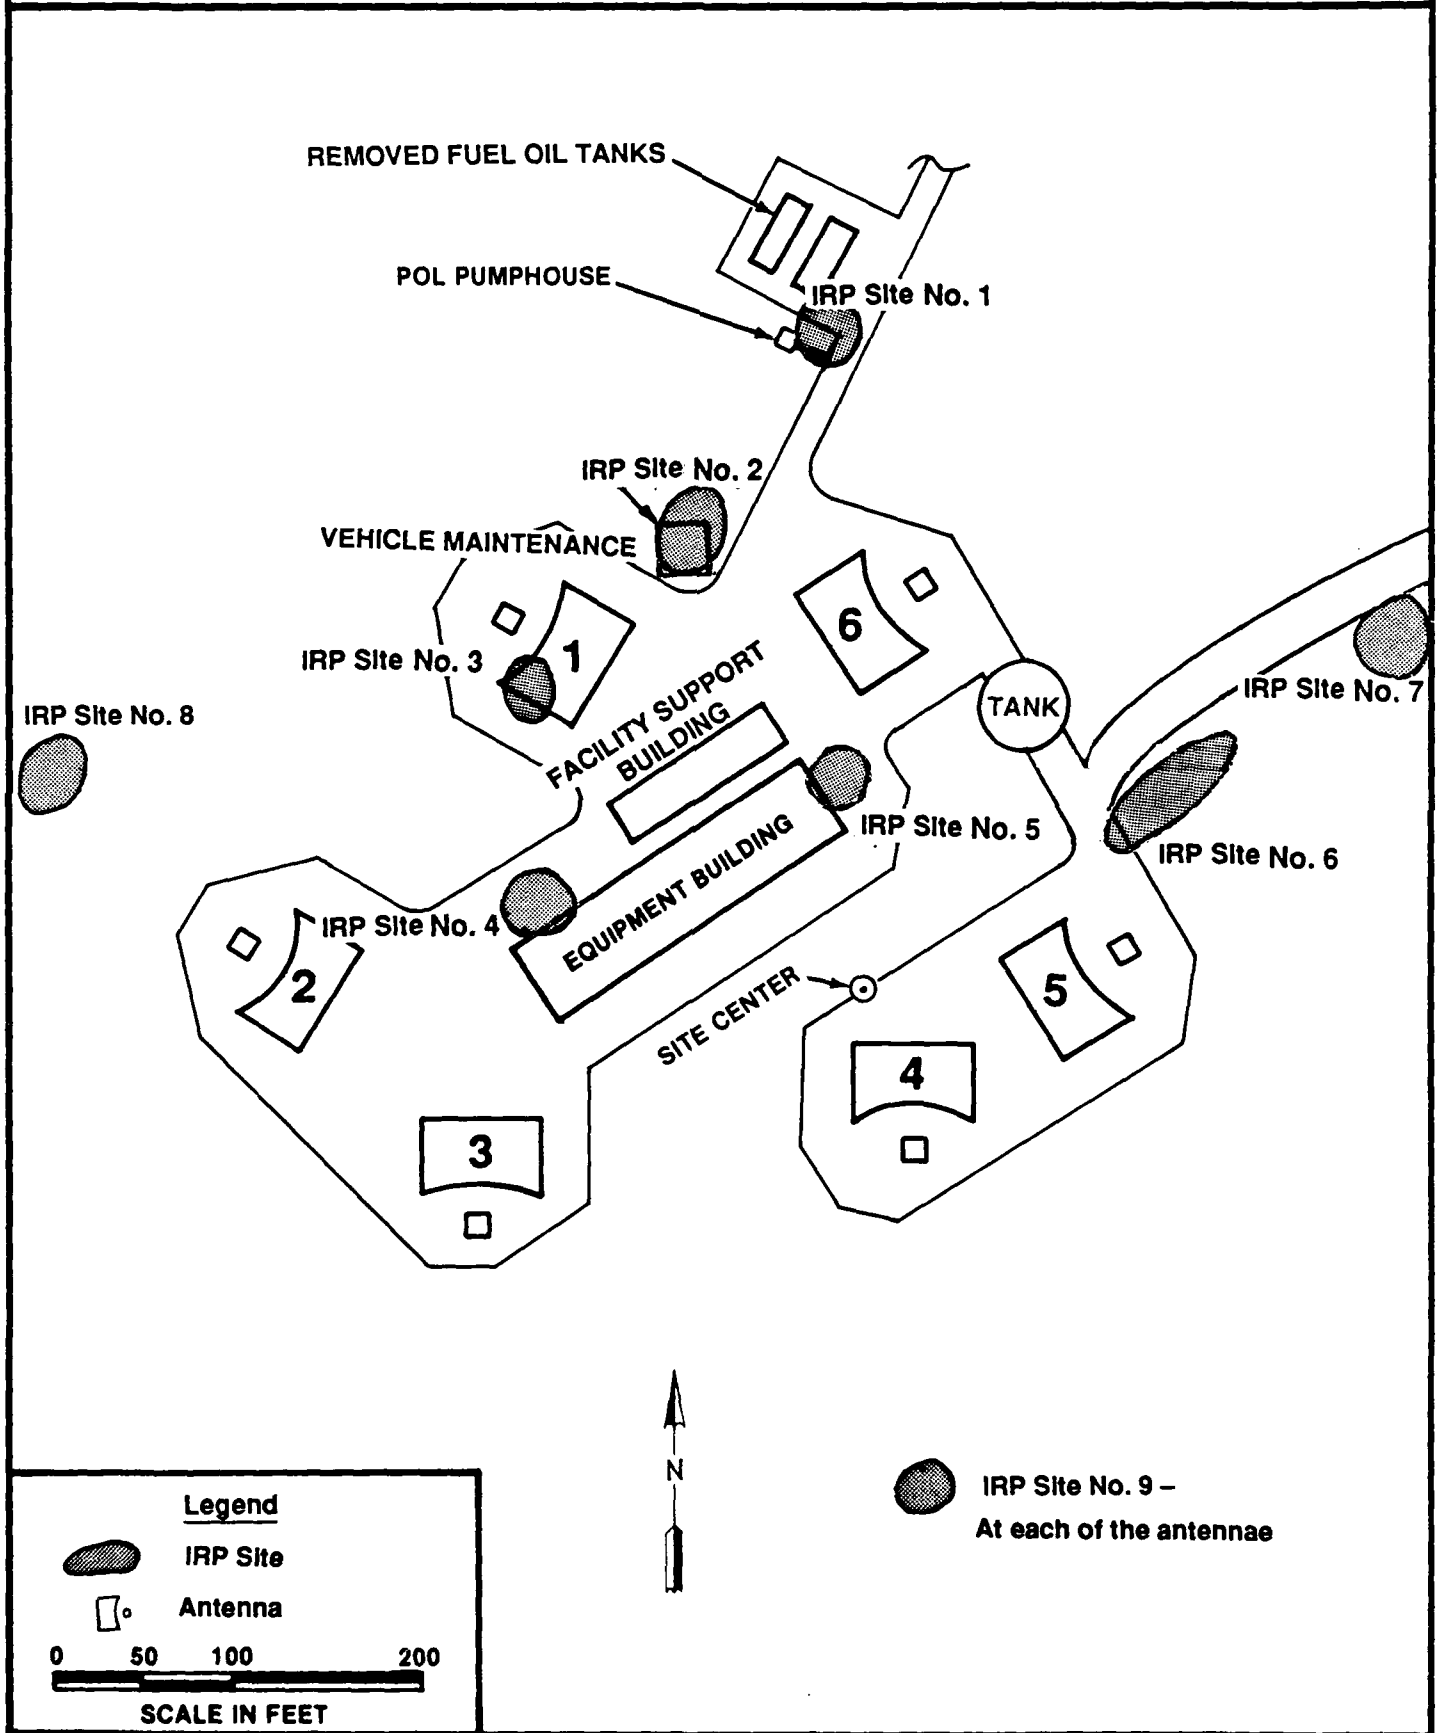 REMOVED FUEL OIL TANKS
POL PUMPHOUSE
IRP Site No. 1
IRP Site No. 2
VEHICLE MAINTENANCE
6
1
IRP Site No. 3
FACILITY SUPPORT
BUILDING
TANK
IRP Site No. 7
IRP Site No. 8
IRP Site No. 5
IRP Site No. 6
EQUIPMENT BUILDING
IRP Site No. 4
2
SITE CENTER
5
4
3
N
IRP Site No. 9 –
At each of the antennae
Legend
IRP Site
Antenna
0 50 100 200
SCALE IN FEET